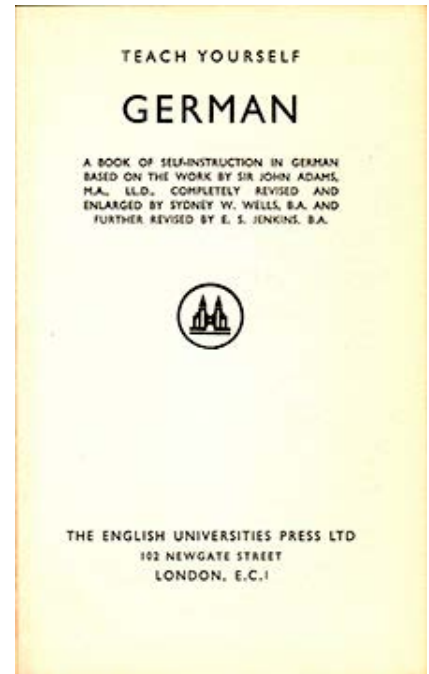 TEACH YOURSELF
GERMAN
A BOOK OF SELF-INSTRUCTION IN GERMAN
BASED ON THE WORK BY SIR JOHN ADAMS,
M.A., LL.D., COMPLETELY REVISED AND
ENLARGED BY SYDNEY W. WELLS, B.A. AND
FURTHER REVISED BY E. S. JENKINS, B.A.
THE ENGLISH UNIVERSITIES PRESS LTD
102 NEWGATE STREET
LONDON, E.C.I